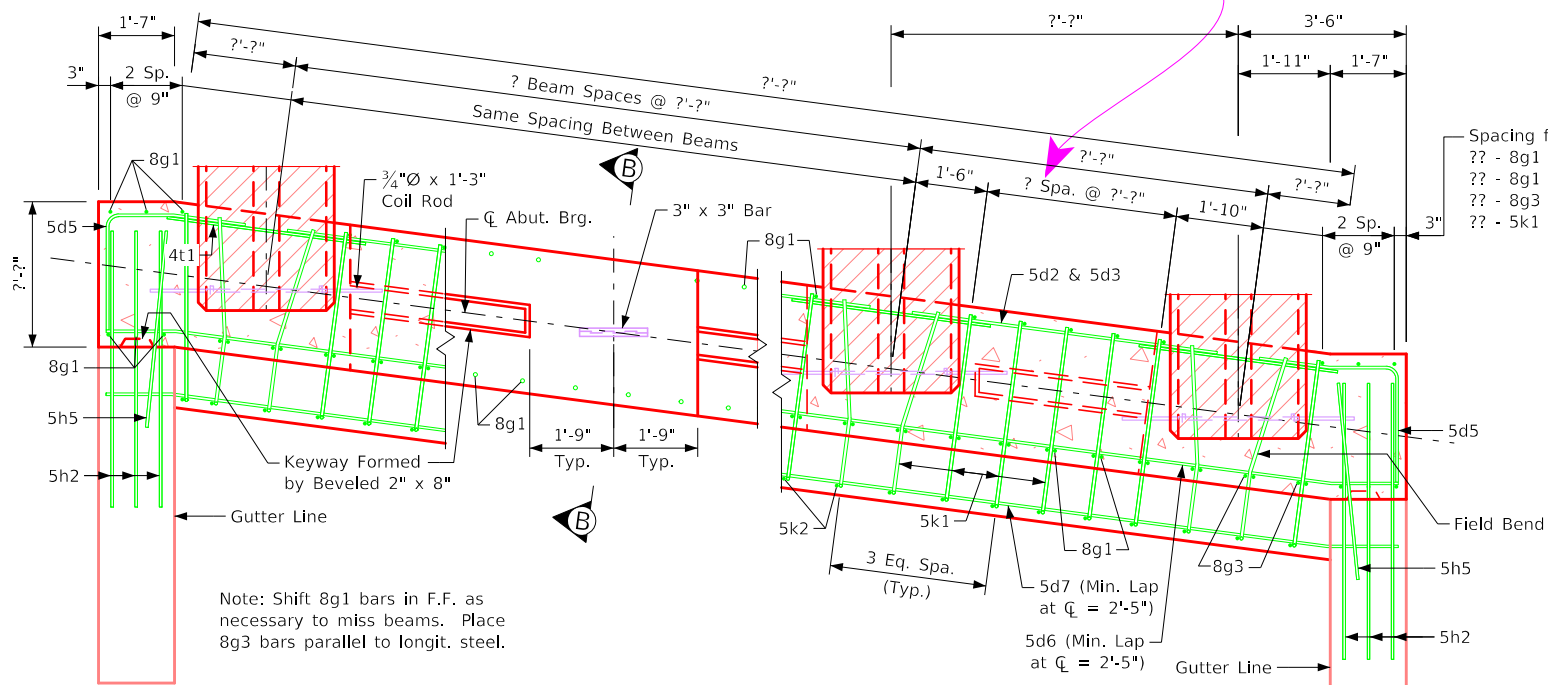 1'-7"
?'-?"
3'-6"
?'-?"
?'-?"
1'-11"
1'-7"
3"
2 Sp.
@ 9"
? Beam Spaces @ ?'-?"
Same Spacing Between Beams
Spacing f
?? - 8g1
?? - 8g1
?? - 8g3
?? - 5k1
B
?'-?"
8g1
¾"Ø x 1'-3"
Coil Rod
1'-6"
? Spa. @ ?'-?"
?'-?"
1'-10"
2 Sp.
@ 9"
3"
℄ Abut. Brg.
3" x 3" Bar
5d5
4t1
8g1
5d2 & 5d3
?'-?"
8g1
5h5
8g1
5d5
1'-9"
Typ.
1'-9"
Typ.
Keyway Formed
by Beveled 2" x 8"
5h2
Gutter Line
B
5k2
5k1
8g1
8g3
Field Bend
3 Eq. Spa.
(Typ.)
5d7 (Min. Lap
at ℄ = 2'-5")
5h5
Note: Shift 8g1 bars in F.F. as
necessary to miss beams. Place
8g3 bars parallel to longit. steel.
5d6 (Min. Lap
at ℄ = 2'-5")
5h2
Gutter Line